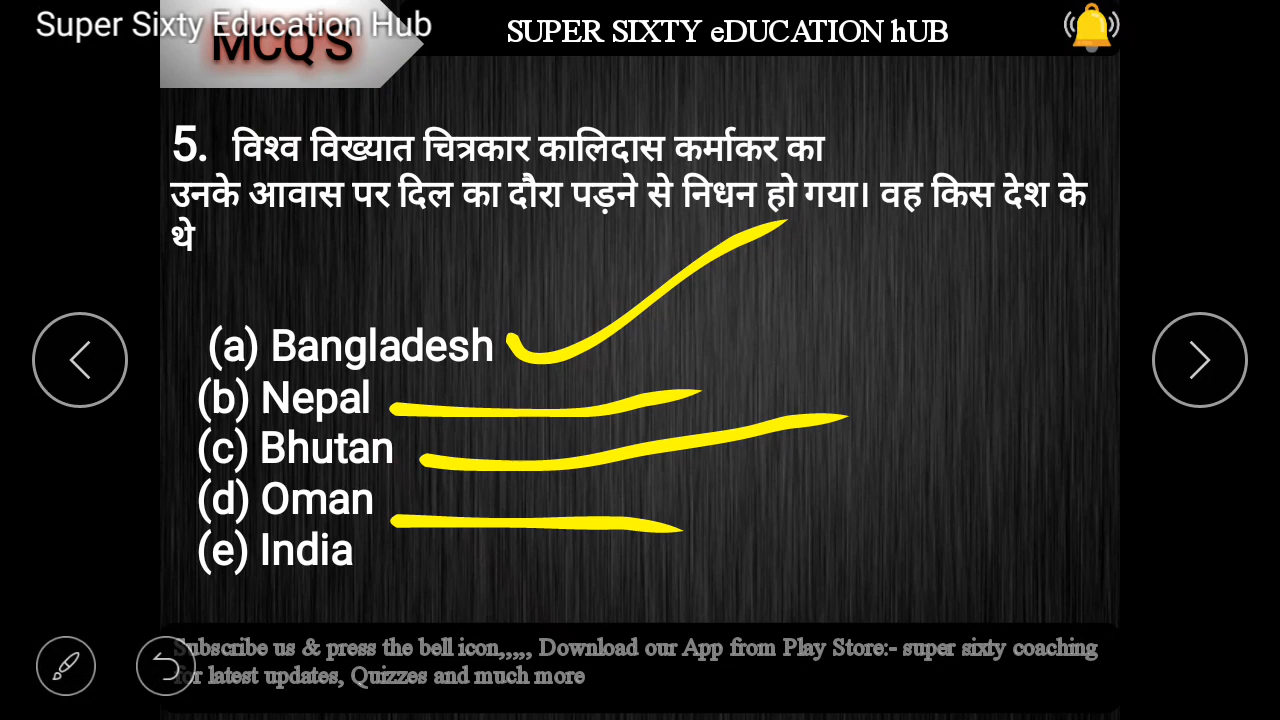 Super Sixty Education Hub
MCQ'S
SUPER SIXTY eDUCATION hUB
5. विश्व विख्यात चित्रकार कालिदास कर्माकर का
उनके आवास पर दिल का दौरा पड़ने से निधन हो गया। वह किस देश के
थे
(a) Bangladesh
(b) Nepal
(c) Bhutan
(d) Oman
(e) India
Subscribe us & press the bell icon,,,,, Download our App from Play Store:- super sixty coaching
for latest updates, Quizzes and much more